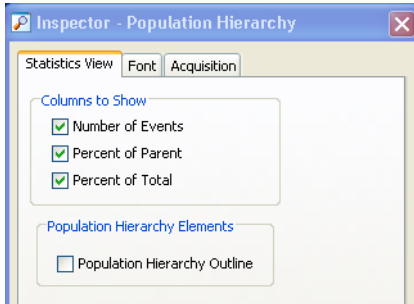 Inspector - Population Hierarchy
Statistics View Font Acquisition
Columns to Show
Number of Events
Percent of Parent
Percent of Total
Population Hierarchy Elements
Population Hierarchy Outline